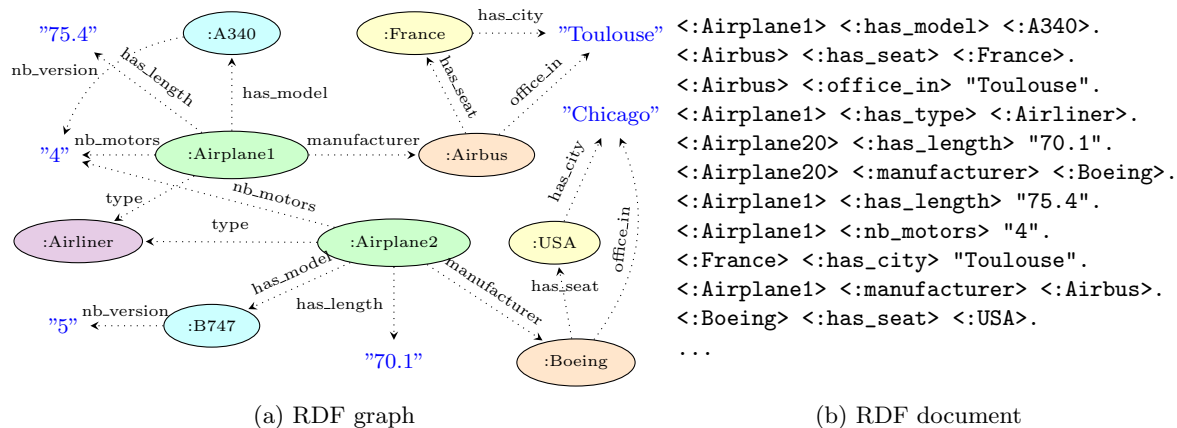 has_city
"75.4"
:A340
:France
"Toulouse"
nb_version
has_length
has_model
has_seat
office_in
"Chicago"
"4"
nb_motors
:Airplane1
manufacturer
:Airbus
has_city
type
nb_motors
:Airliner
type
:Airplane2
:USA
office_in
has_model
has_length
manufacturer
has_seat
"5"
nb_version
:B747
"70.1"
:Boeing
(a) RDF graph
<:Airplane1> <:has_model> <:A340>.
<:Airbus> <:has_seat> <:France>.
<:Airbus> <:office_in> "Toulouse".
<:Airplane1> <:has_type> <:Airliner>.
<:Airplane20> <:has_length> "70.1".
<:Airplane20> <:manufacturer> <:Boeing>.
<:Airplane1> <:has_length> "75.4".
<:Airplane1> <:nb_motors> "4".
<:France> <:has_city> "Toulouse".
<:Airplane1> <:manufacturer> <:Airbus>.
<:Boeing> <:has_seat> <:USA>.
...
(b) RDF document